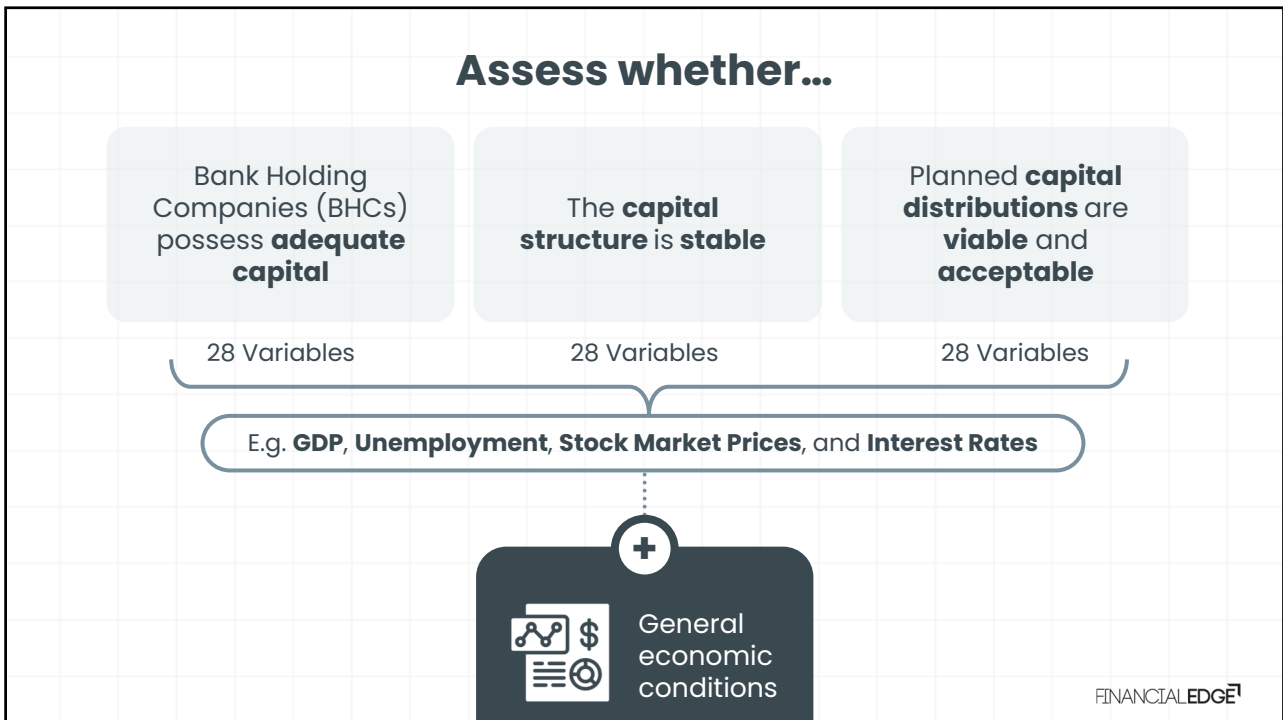 Assess whether…
Bank Holding
Companies (BHCs)
possess adequate
capital
The capital
structure is stable
Planned capital
distributions are
viable and
acceptable
28 Variables
28 Variables
28 Variables
E.g. GDP, Unemployment, Stock Market Prices, and Interest Rates
$
General
economic
conditions
FINANCIALEDGE